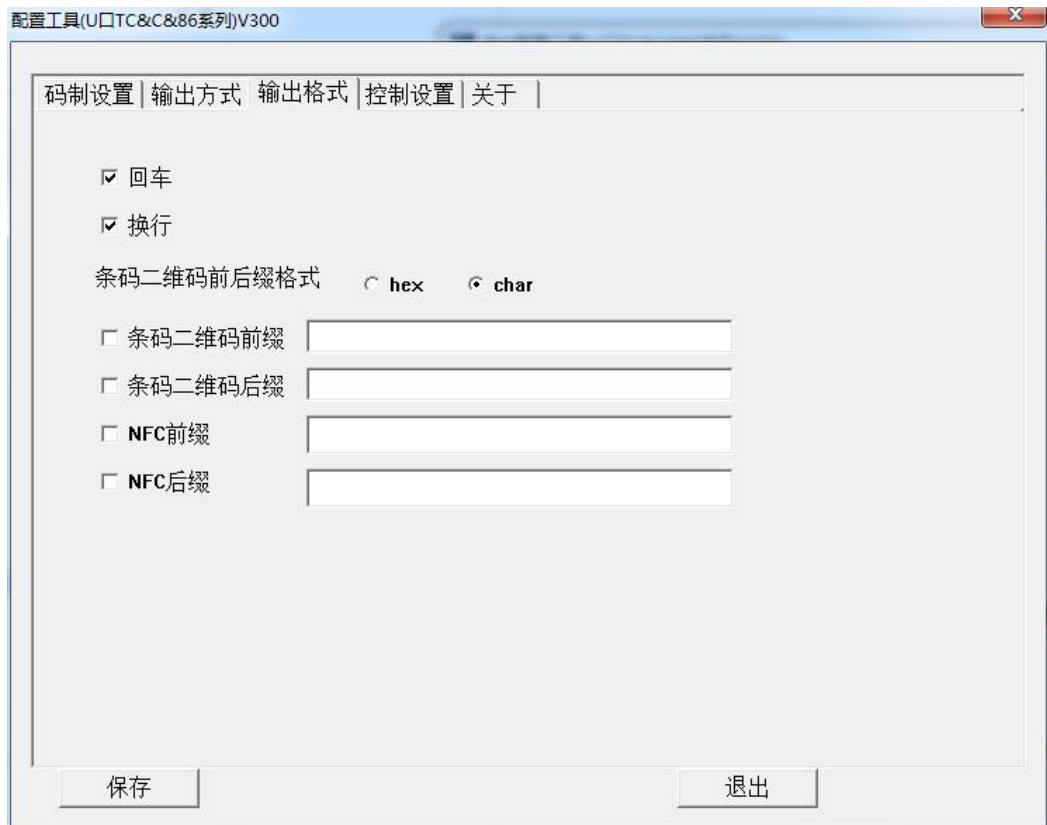 配置工具(U口TC&C&86系列)V300
码制设置 输出方式 输出格式 控制设置 关于
回车
换行
条码二维码前后缀格式 hex char
条码二维码前缀
条码二维码后缀
NFC前缀
NFC后缀
保存 退出